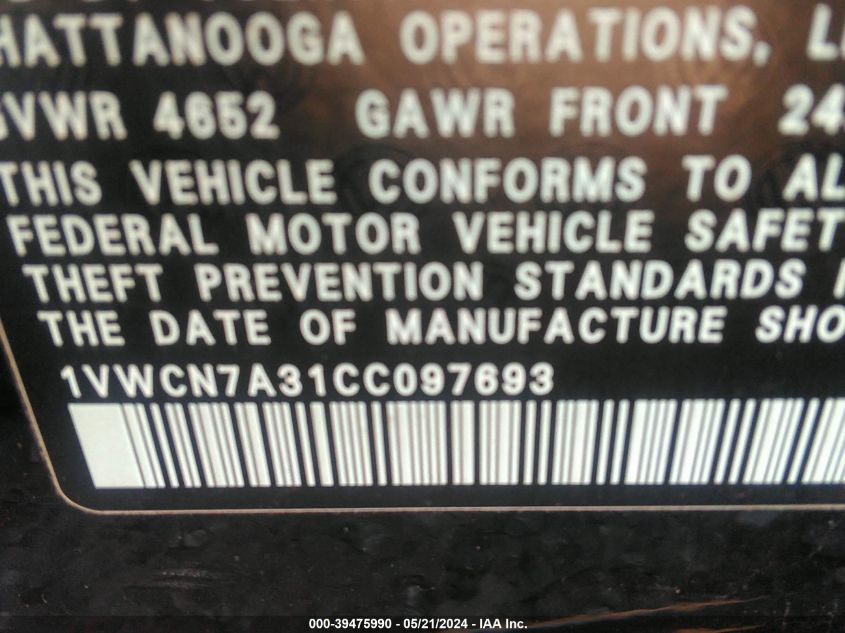 HATTANOOGA OPERATIONS,
GVWR 4652 GAWR FRONT 24
THIS VEHICLE CONFORMS TO AL
FEDERAL MOTOR VEHICLE SAFET
THEFT PREVENTION STANDARDS
THE DATE OF MANUFACTURE SHO
1VWCN7A31CC097693
000-39475990 - 05/21/2024 - IAA Inc.